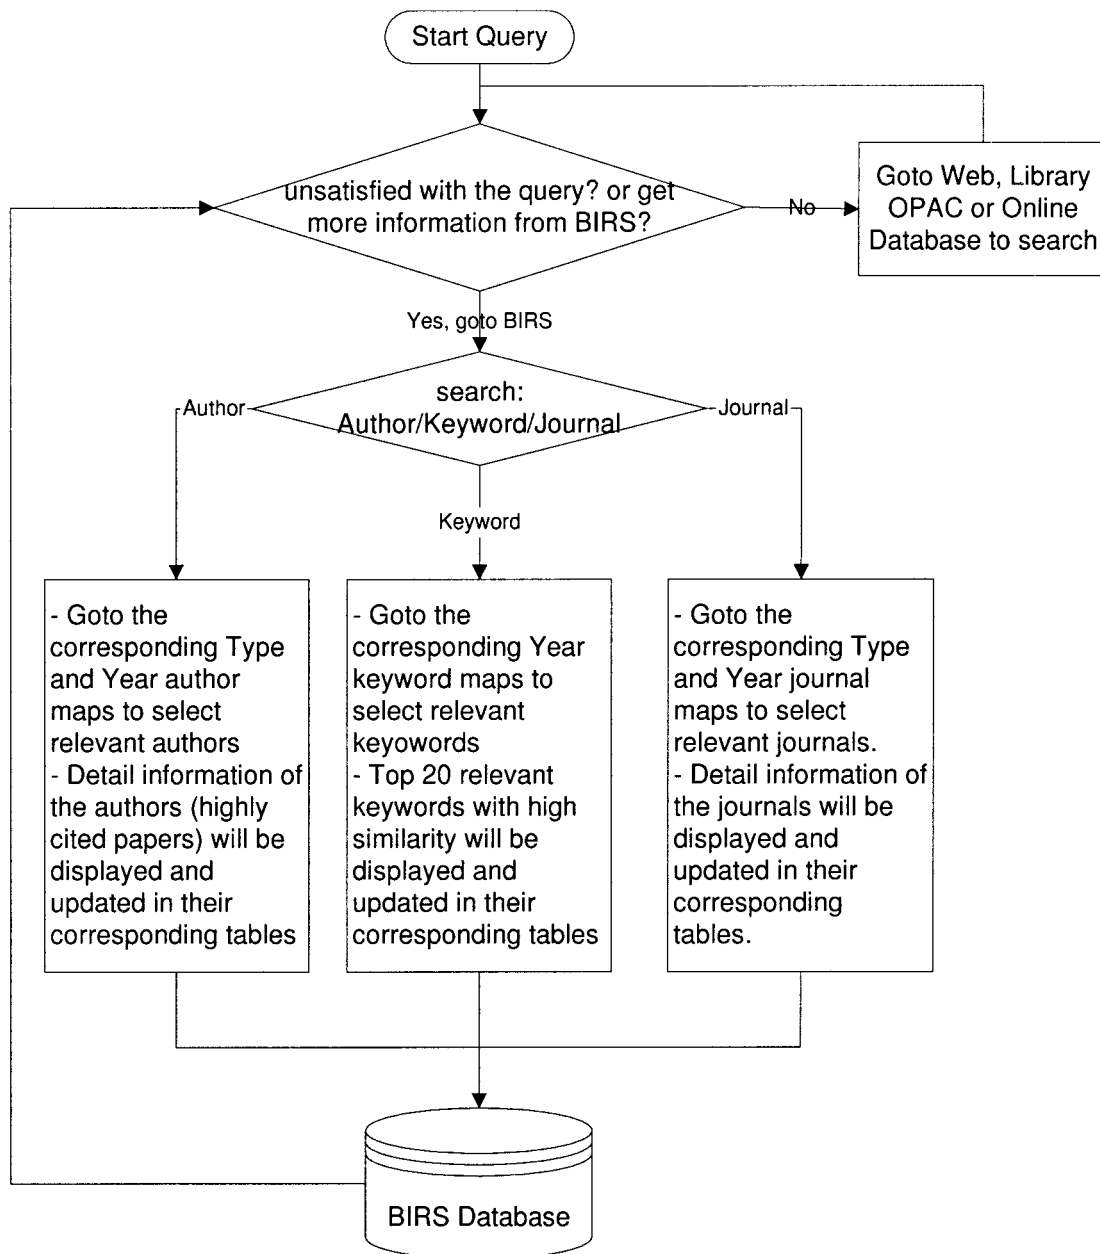 Start Query
unsatisfied with the query? or get
more information from BIRS?
No
Goto Web, Library
OPAC or Online
Database to search
Yes, goto BIRS
search:
Author/Keyword/Journal
Author
Journal
Keyword
- Goto the
corresponding Type
and Year author
maps to select
relevant authors
- Detail information of
the authors (highly
cited papers) will be
displayed and
updated in their
corresponding tables
- Goto the
corresponding Year
keyword maps to
select relevant
keyowords
- Top 20 relevant
keywords with high
similarity will be
displayed and
updated in their
corresponding tables
- Goto the
corresponding Type
and Year journal
maps to select
relevant journals.
- Detail information of
the journals will be
displayed and
updated in their
corresponding
tables.
BIRS Database